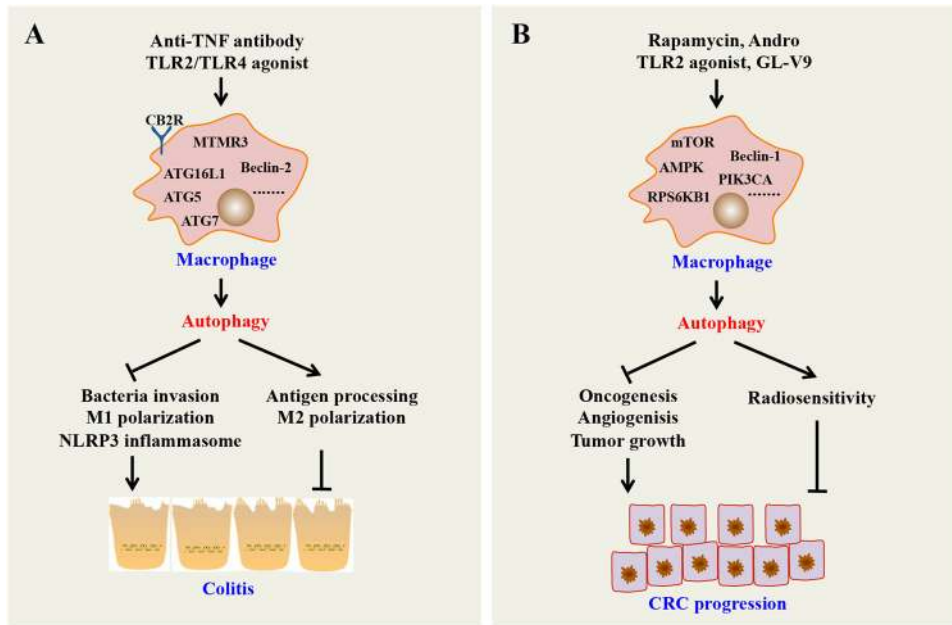 A
Anti-TNF antibody
TLR2/TLR4 agonist
CB2R
MTMR3
Beclin-2
ATG16L1
ATG5
ATG7
Macrophage
Autophagy
Bacteria invasion
M1 polarization
NLRP3 inflammasome
Antigen processing
M2 polarization
Colitis
B
Rapamycin, Andro
TLR2 agonist, GL-V9
mTOR
Beclin-1
AMPK
PIK3CA
RPS6KB1
Macrophage
Autophagy
Oncogenesis
Angiogenisis
Tumor growth
Radiosensitivity
CRC progression